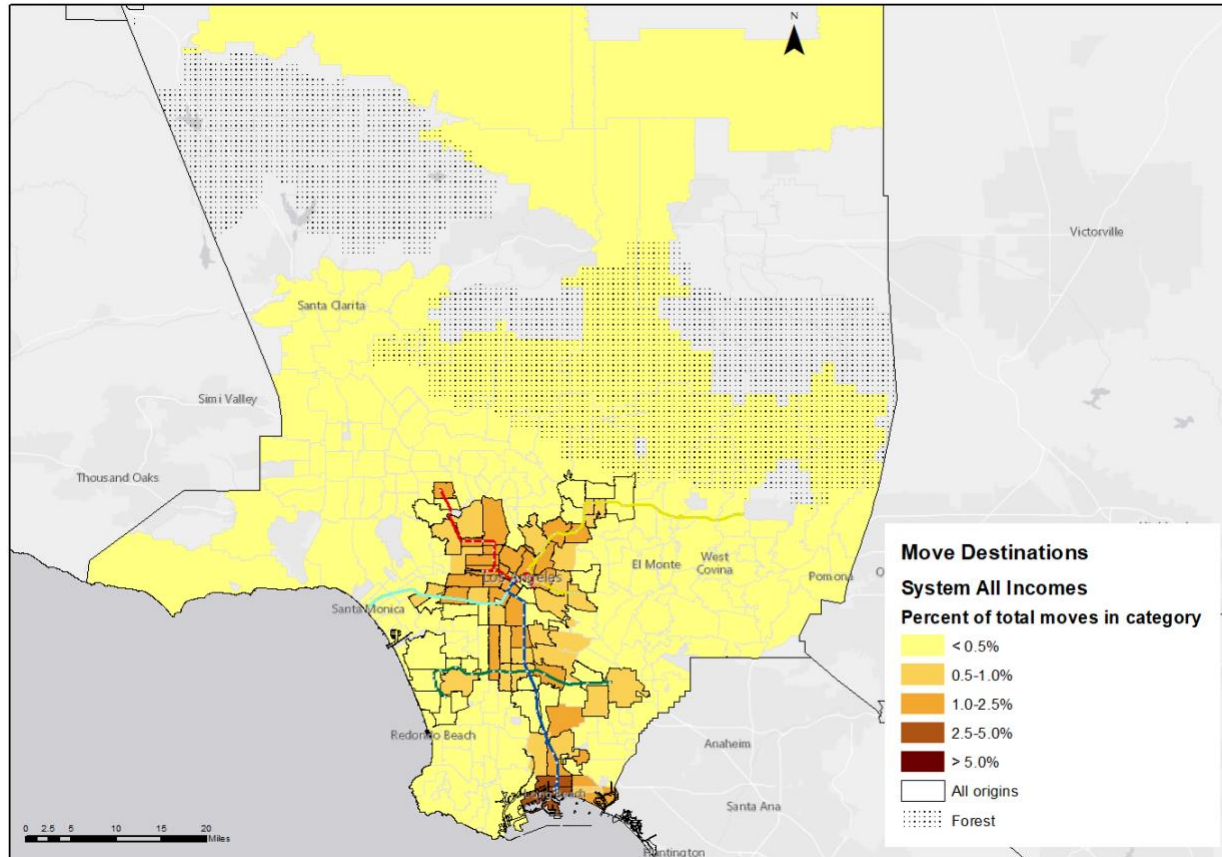 N
Victorville
Santa Clarita
Simi Valley
Thousand Oaks
El Monte
West
Covina
Pomona
Los Angeles
Santa Monica
Redondo Beach
Anaheim
Santa Ana
Huntington
Move Destinations
System All Incomes
Percent of total moves in category
< 0.5%
0.5-1.0%
1.0-2.5%
2.5-5.0%
> 5.0%
All origins
Forest
0 2.5 5 10 15 20
Miles